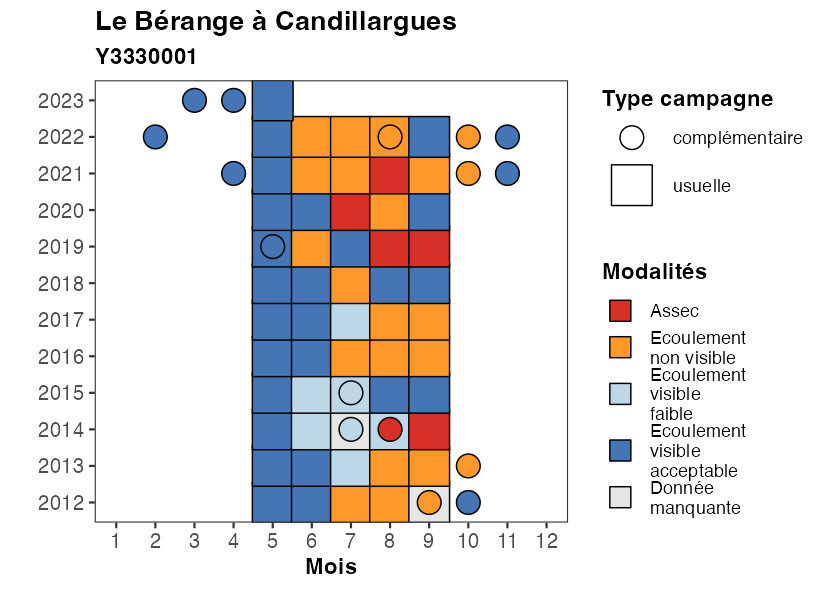 Le Bérange à Candillargues
Y3330001
2023
2022
2021
2020
2019
2018
2017
2016
2015
2014
2013
2012
1 2 3 4 5 6 7 8 9 10 11 12
Mois
Type campagne
complémentaire
usuelle
Modalités
Assec
Ecoulement
non visible
Ecoulement
visible
faible
Ecoulement
visible
acceptable
Donnée
manquante